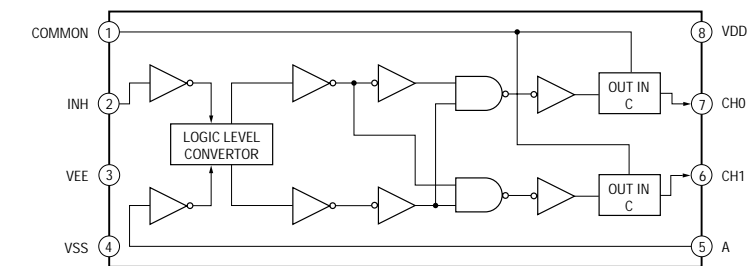 COMMON 1
8 VDD
INH 2
OUT IN
C
7 CH0
LOGIC LEVEL
CONVERTOR
VEE 3
6 CH1
OUT IN
C
VSS 4
5 A